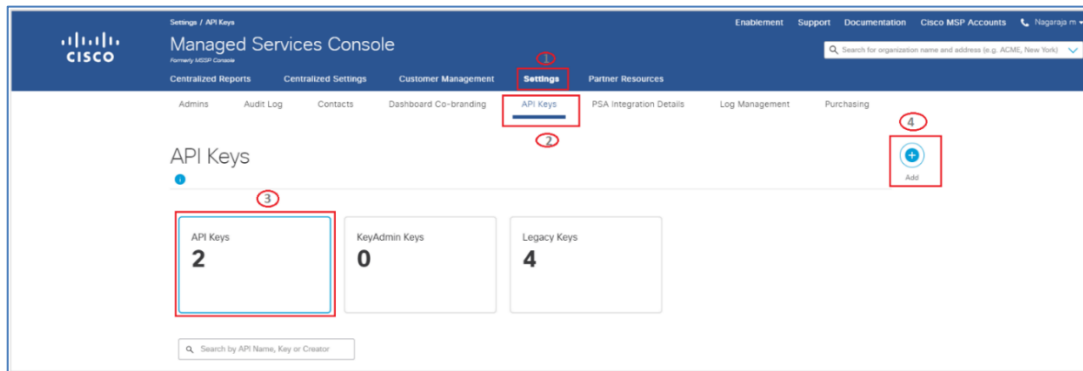 Settings / API Keys
Enablement Support Documentation Cisco MSP Accounts Nagaraja m
CISCO
Managed Services Console
Formerly MSSP Console
Search for organization name and address (e.g. ACME, New York)
1
Centralized Reports Centralized Settings Customer Management Settings Partner Resources
Admins Audit Log Contacts Dashboard Co-branding API Keys PSA Integration Details Log Management Purchasing
2
4
API Keys
Add
3
API Keys KeyAdmin Keys Legacy Keys
2 0 4
Search by API Name, Key or Creator